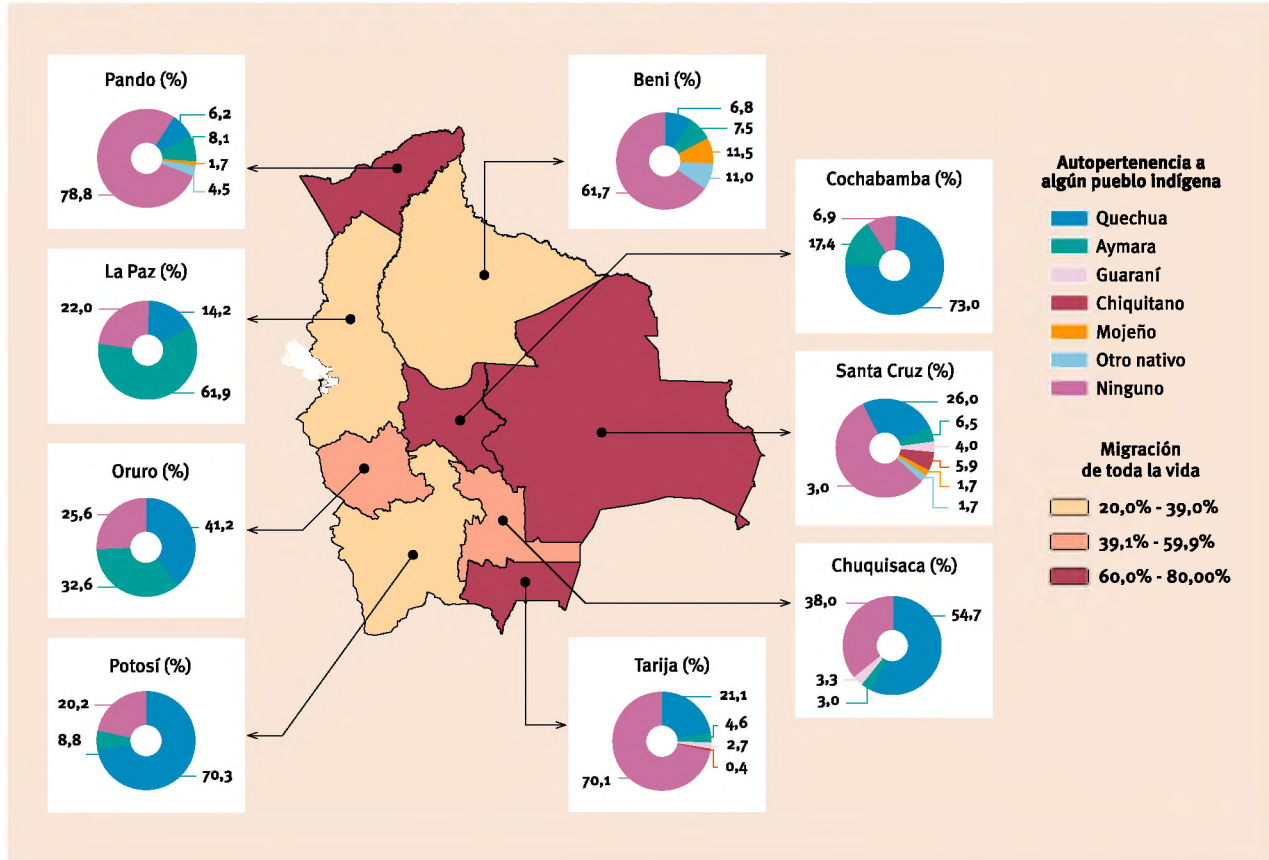 Pando (%)
6,2
8,1
1,7
4,5
78,8
La Paz (%)
22,0
14,2
61,9
Oruro (%)
25,6
41,2
32,6
Potosí (%)
20,2
8,8
70,3
Beni (%)
6,8
7,5
11,5
11,0
61,7
Tarija (%)
21,1
4,6
2,7
0,4
70,1
Cochabamba (%)
6,9
17,4
73,0
Santa Cruz (%)
26,0
6,5
4,0
5,9
1,7
1,7
3,0
Chuquisaca (%)
38,0
54,7
3,3
3,0
Autopertenencia a
algún pueblo indígena
Quechua
Aymara
Guaraní
Chiquitano
Mojeño
Otro nativo
Ninguno
Migración
de toda la vida
20,0% - 39,0%
39,1% - 59,9%
60,0% - 80,00%